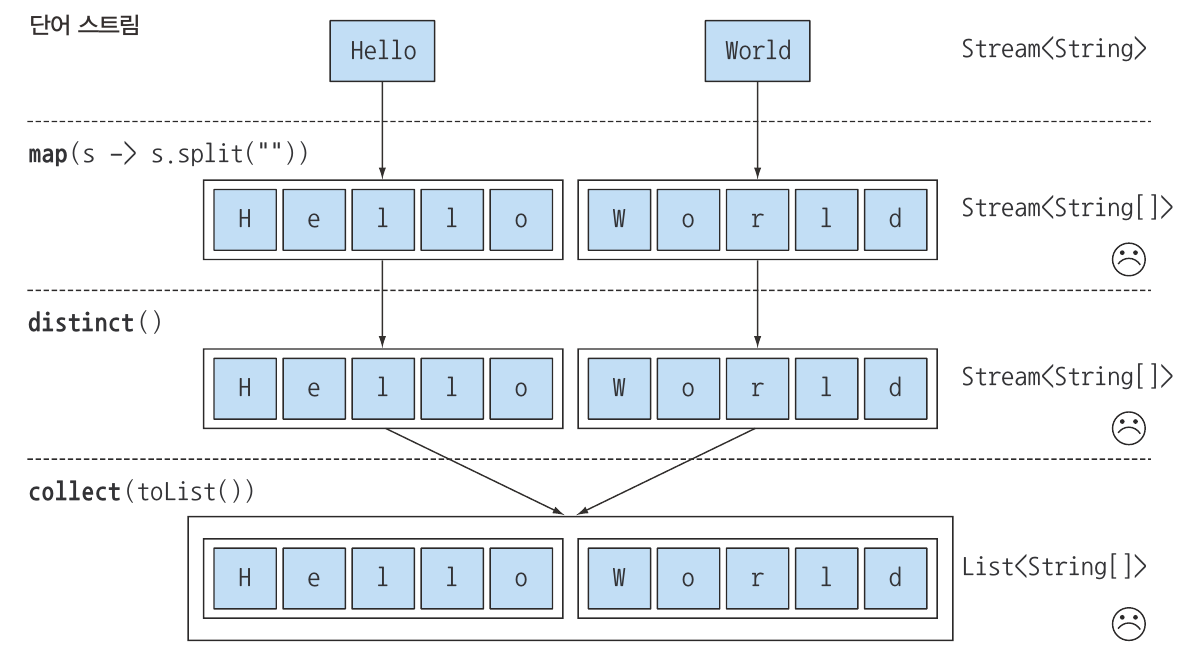 단어 스트림
Hello World Stream<String>
map(s -> s.split(""))
H e l l o W o r l d Stream<String[]>
distinct()
H e l l o W o r l d Stream<String[]>
collect(toList())
H e l l o W o r l d List<String[]>